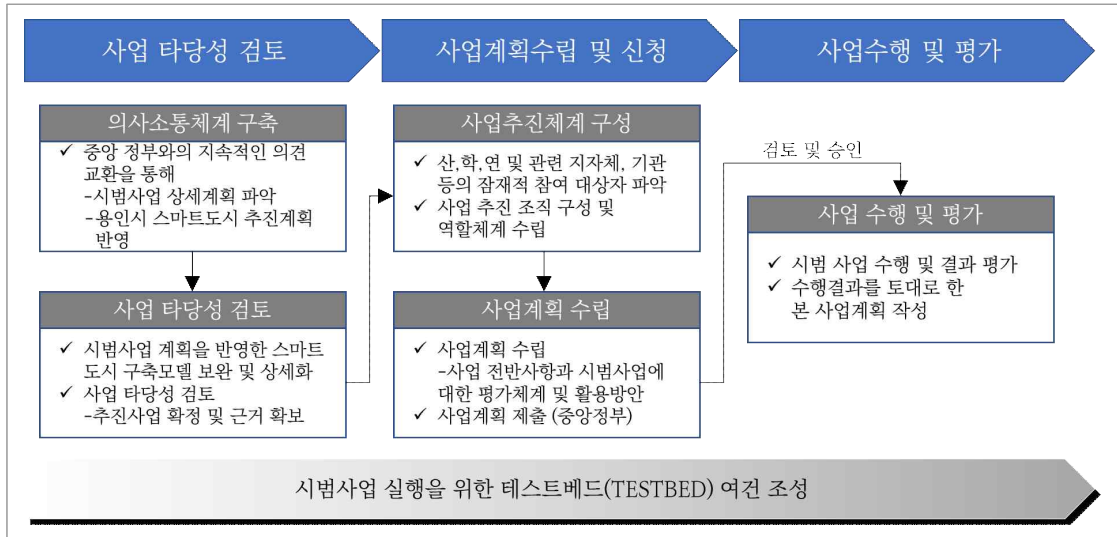 사업 타당성 검토
사업계획수립 및 신청
사업수행 및 평가
의사소통체계 구축
✓ 중앙 정부와의 지속적인 의견
교환을 통해
-시범사업 상세계획 파악
-용인시 스마트도시 추진계획
반영
사업 타당성 검토
✓ 시범사업 계획을 반영한 스마트
도시 구축모델 보완 및 상세화
✓ 사업 타당성 검토
-추진사업 확정 및 근거 확보
사업추진체계 구성
✓ 산,학,연 및 관련 지자체, 기관
등의 잠재적 참여 대상자 파악
✓ 사업 추진 조직 구성 및
역할체계 수립
사업계획 수립
✓ 사업계획 수립
-사업 전반사항과 시범사업에
대한 평가체계 및 활용방안
✓ 사업계획 제출 (중앙정부)
검토 및 승인
사업 수행 및 평가
✓ 시범 사업 수행 및 결과 평가
✓ 수행결과를 토대로 한
본 사업계획 작성
시범사업 실행을 위한 테스트베드(TESTBED) 여건 조성